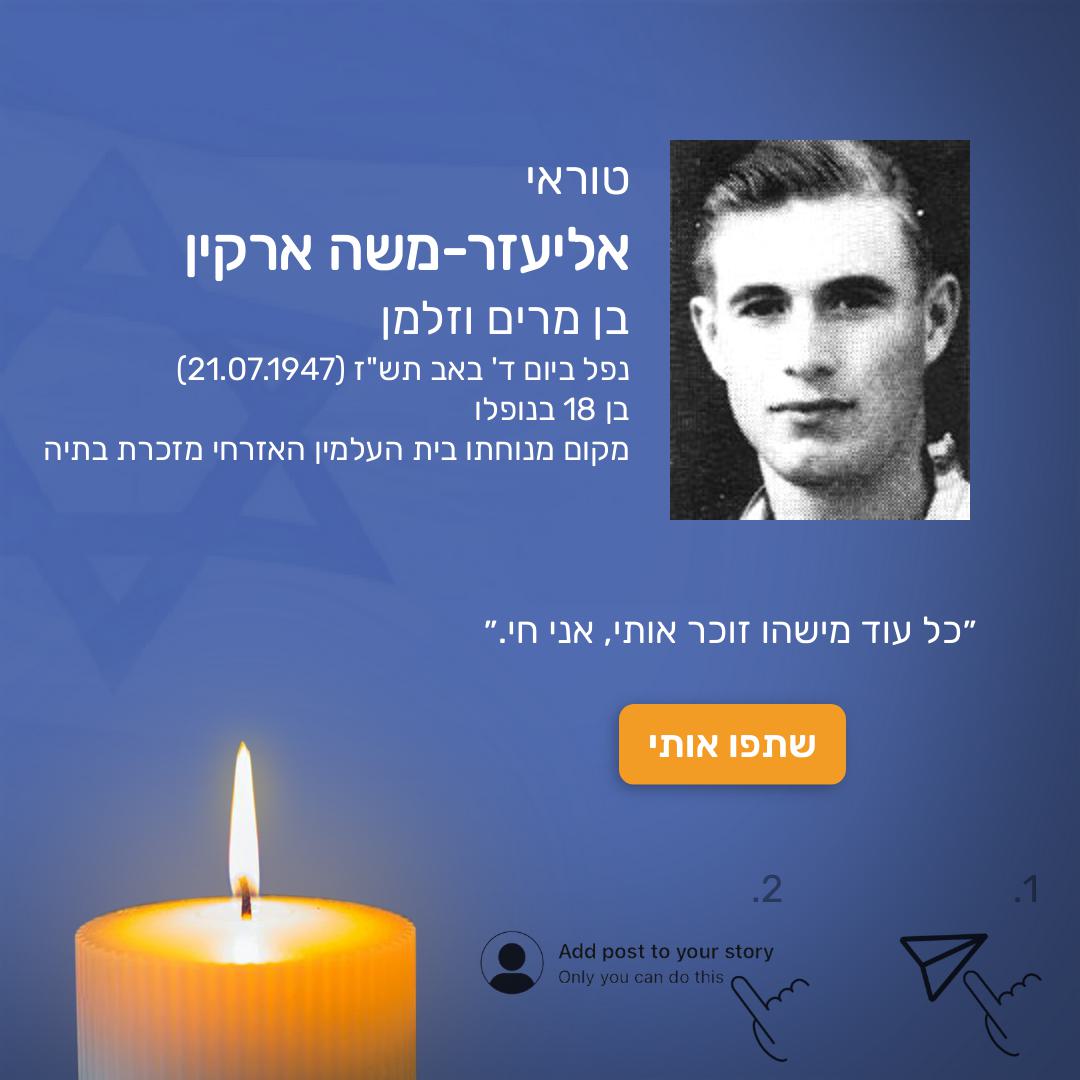 טוראי
אליעזר-משה ארקין
בן מרים וזלמן
נפל ביום ד' באב תש"ז (21.07.1947)
בן 18 בנופלו
מקום מנוחתו בית העלמין האזרחי מזכרת בתיה
״כל עוד מישהו זוכר אותי, אני חי.״
שתפו אותי
1.
2.
Add post to your story
Only you can do this